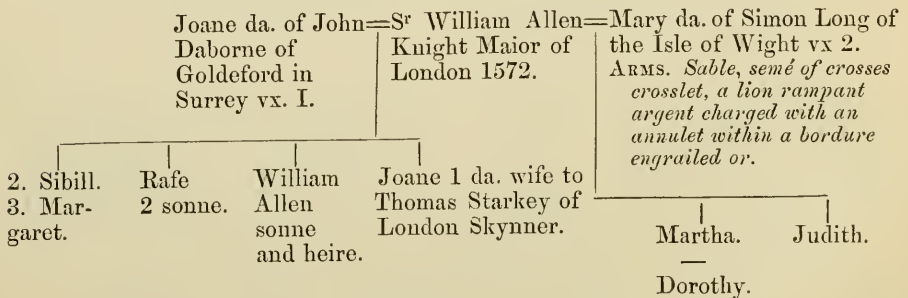 Joane da. of John=Sr William Allen=Mary da. of Simon Long of
Daborne of
Goldeford in
Surrey vx. I.
Knight Maior of
London 1572.
the Isle of Wight vx 2.
ARMS. Sable, semé of crosses
crosslet, a lion rampant
argent charged with an
annulet within a bordure
engrailed or.
2. Sibill.
3. Mar-
garet.
Rafe
2 sonne.
William
Allen
sonne
and heire.
Joane 1 da. wife to
Thomas Starkey of
London Skynner.
Martha.
—
Dorothy.
Judith.